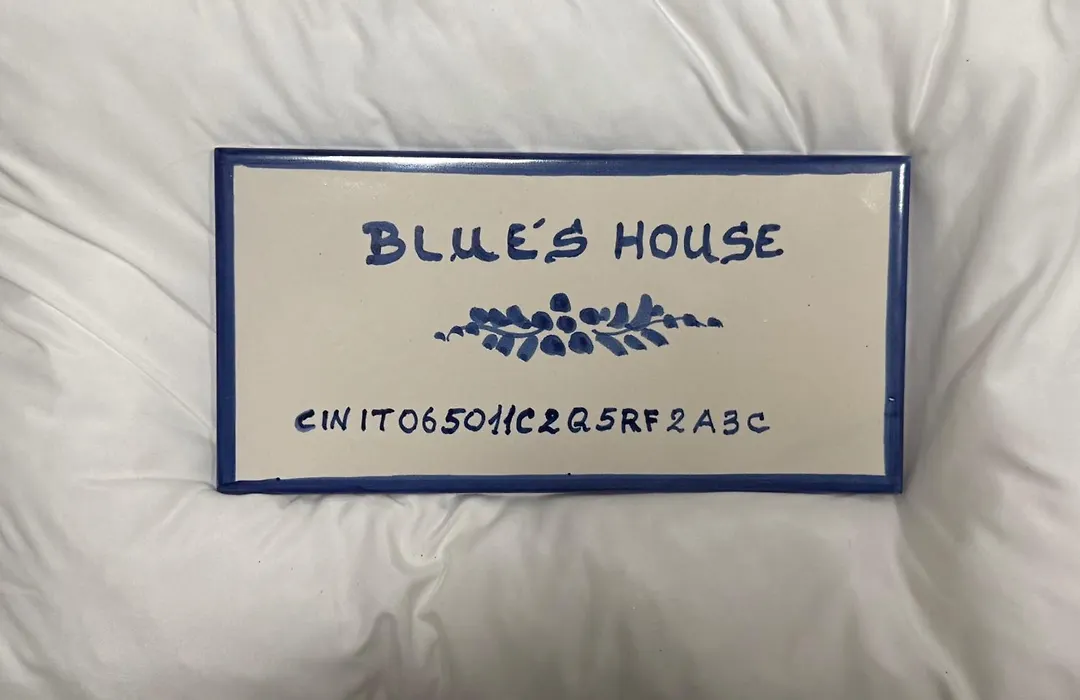 BLUE´S HOUSE
CIN IT065011C2Q5RF2A3C